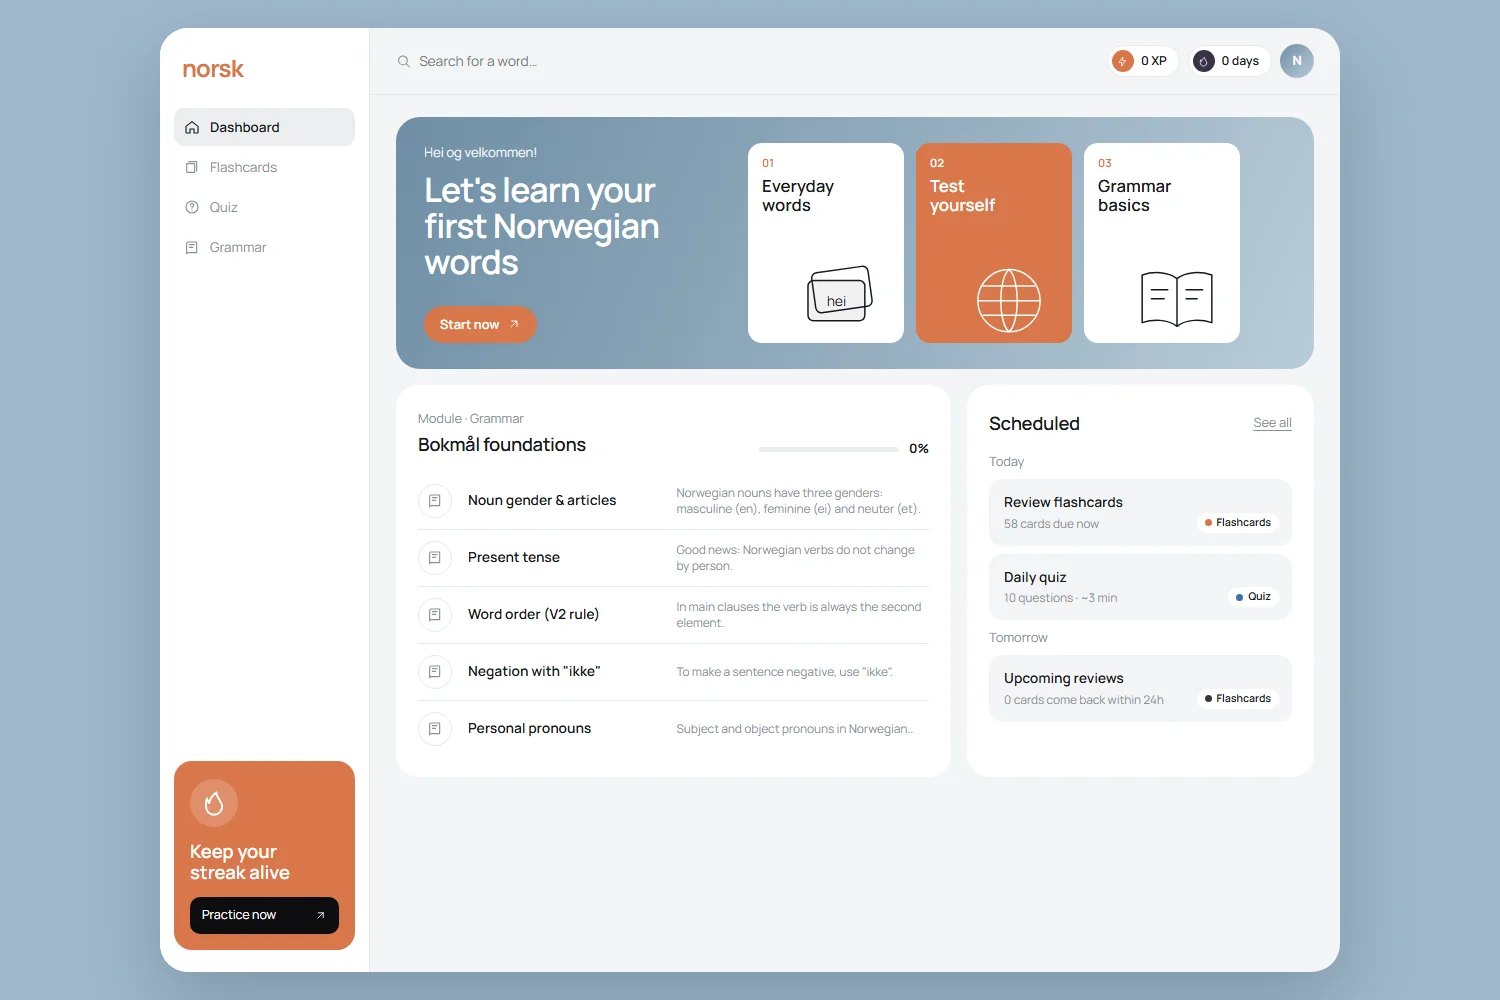 norsk
Dashboard
Flashcards
Quiz
Grammar
Keep your
streak alive
Practice now
Search for a word...
0 XP
0 days
N
Hei og velkommen!
Let's learn your
first Norwegian
words
Start now
01
Everyday
words
hei
02
Test
yourself
03
Grammar
basics
Module · Grammar
Bokmål foundations
0%
Noun gender & articles
Norwegian nouns have three genders:
masculine (en), feminine (ei) and neuter (et).
Present tense
Good news: Norwegian verbs do not change
by person.
Word order (V2 rule)
In main clauses the verb is always the second
element.
Negation with "ikke"
To make a sentence negative, use "ikke".
Personal pronouns
Subject and object pronouns in Norwegian..
Scheduled
See all
Today
Review flashcards
58 cards due now
Flashcards
Daily quiz
10 questions · ~3 min
Quiz
Tomorrow
Upcoming reviews
0 cards come back within 24h
Flashcards